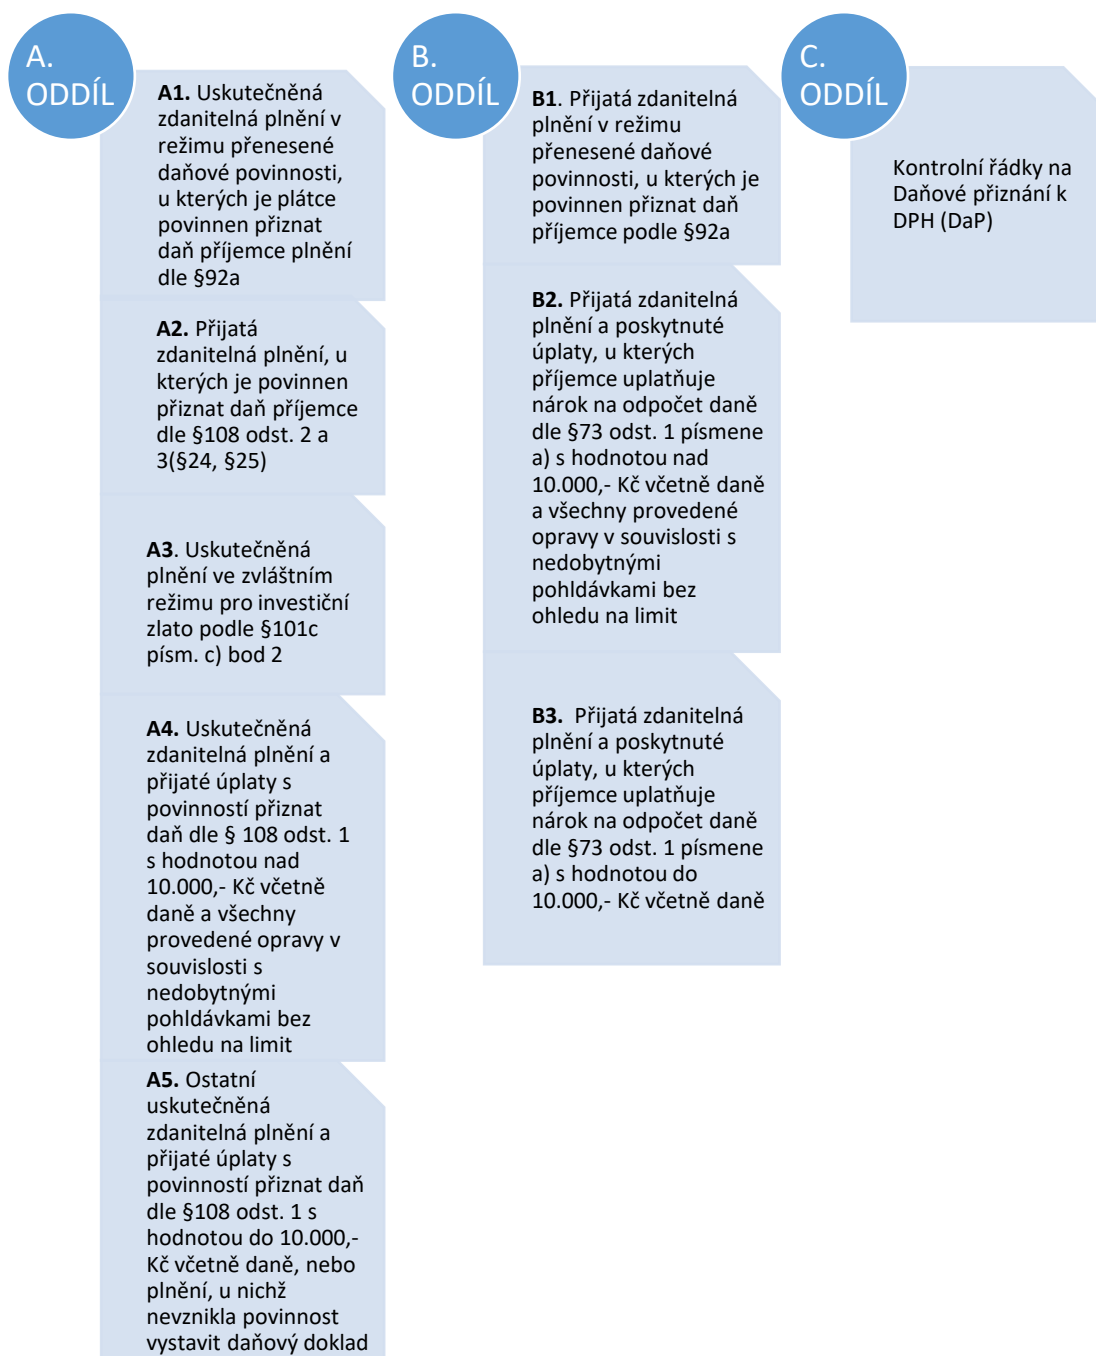 A.
ODDÍL
A1. Uskutečněná
zdanitelná plnění v
režimu přenesené
daňové povinnosti,
u kterých je plátce
povinnen přiznat
daň příjemce plnění
dle §92a
A2. Přijatá
zdanitelná plnění, u
kterých je povinnen
přiznat daň příjemce
dle §108 odst. 2 a
3(§24, §25)
A3. Uskutečněná
plnění ve zvláštním
režimu pro investiční
zlato podle §101c
písm. c) bod 2
A4. Uskutečněná
zdanitelná plnění a
přijaté úplaty s
povinností přiznat
daň dle § 108 odst. 1
s hodnotou nad
10.000,- Kč včetně
daně a všechny
provedené opravy v
souvislosti s
nedobytnými
pohldávkami bez
ohledu na limit
A5. Ostatní
uskutečněná
zdanitelná plnění a
přijaté úplaty s
povinností přiznat daň
dle §108 odst. 1 s
hodnotou do 10.000,-
Kč včetně daně, nebo
plnění, u nichž
nevznikla povinnost
vystavit daňový doklad
B.
ODDÍL
B1. Přijatá zdanitelná
plnění v režimu
přenesené daňové
povinnosti, u kterých je
povinnen přiznat daň
příjemce podle §92a
B2. Přijatá zdanitelná
plnění a poskytnuté
úplaty, u kterých
příjemce uplatňuje
nárok na odpočet daně
dle §73 odst. 1 písmene
a) s hodnotou nad
10.000,- Kč včetně daně
a všechny provedené
opravy v souvislosti s
nedobytnými
pohldávkami bez
ohledu na limit
B3. Přijatá zdanitelná
plnění a poskytnuté
úplaty, u kterých
příjemce uplatňuje
nárok na odpočet daně
dle §73 odst. 1 písmene
a) s hodnotou do
10.000,- Kč včetně daně
C.
ODDÍL
Kontrolní řádky na
Daňové přiznání k
DPH (DaP)